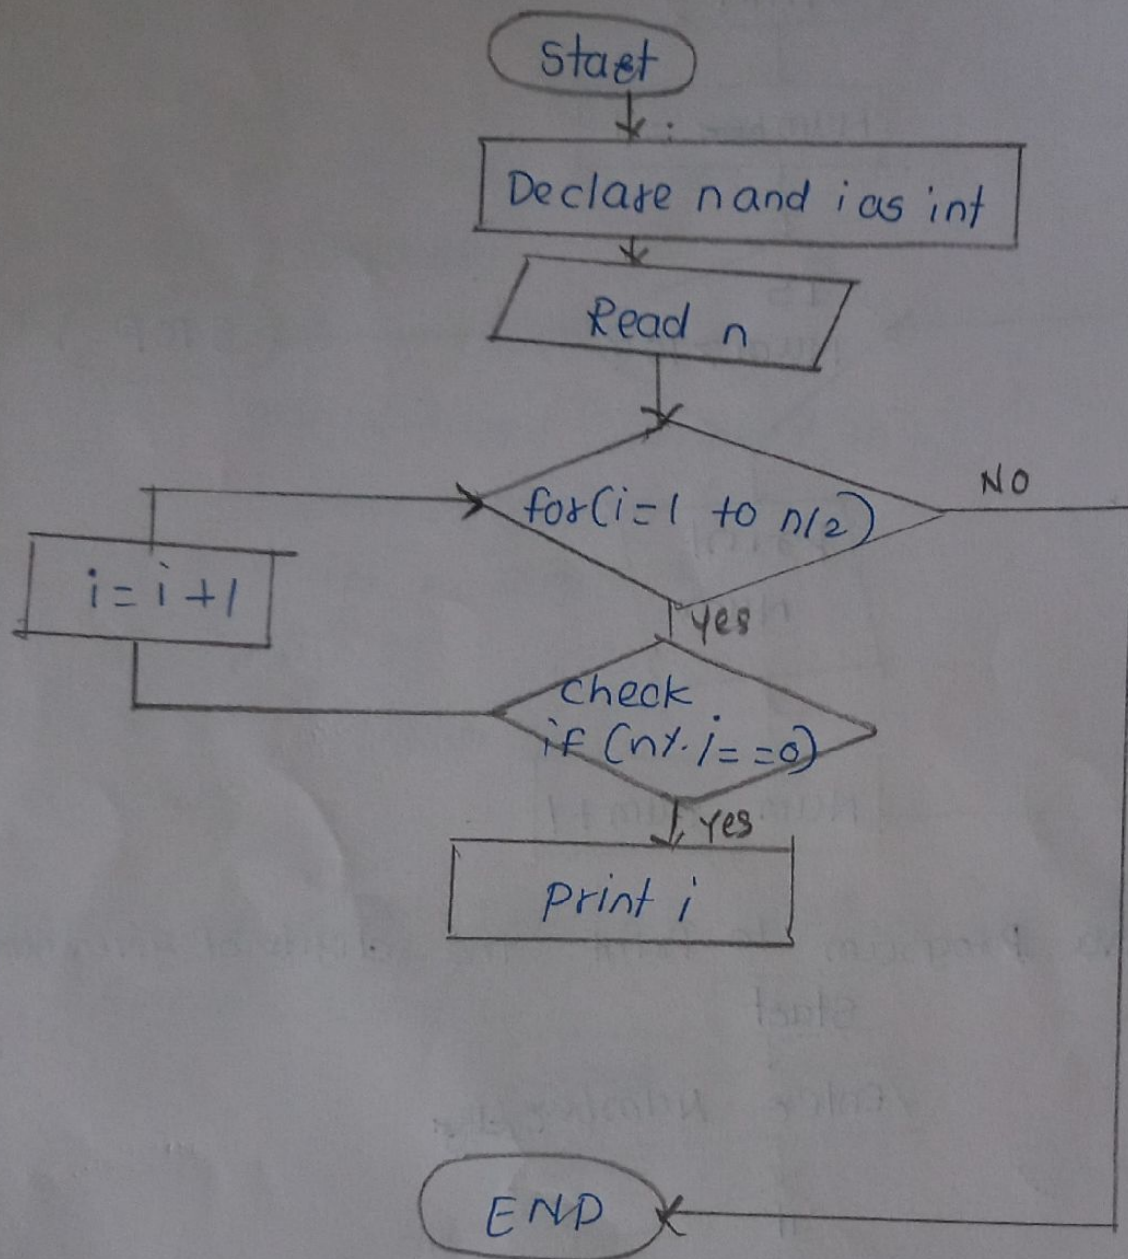 Start
Declare n and i as int
Read n
for(i=1 to n/2)
NO
i=i+1
yes
check
if (n%i==0)
yes
print i
END